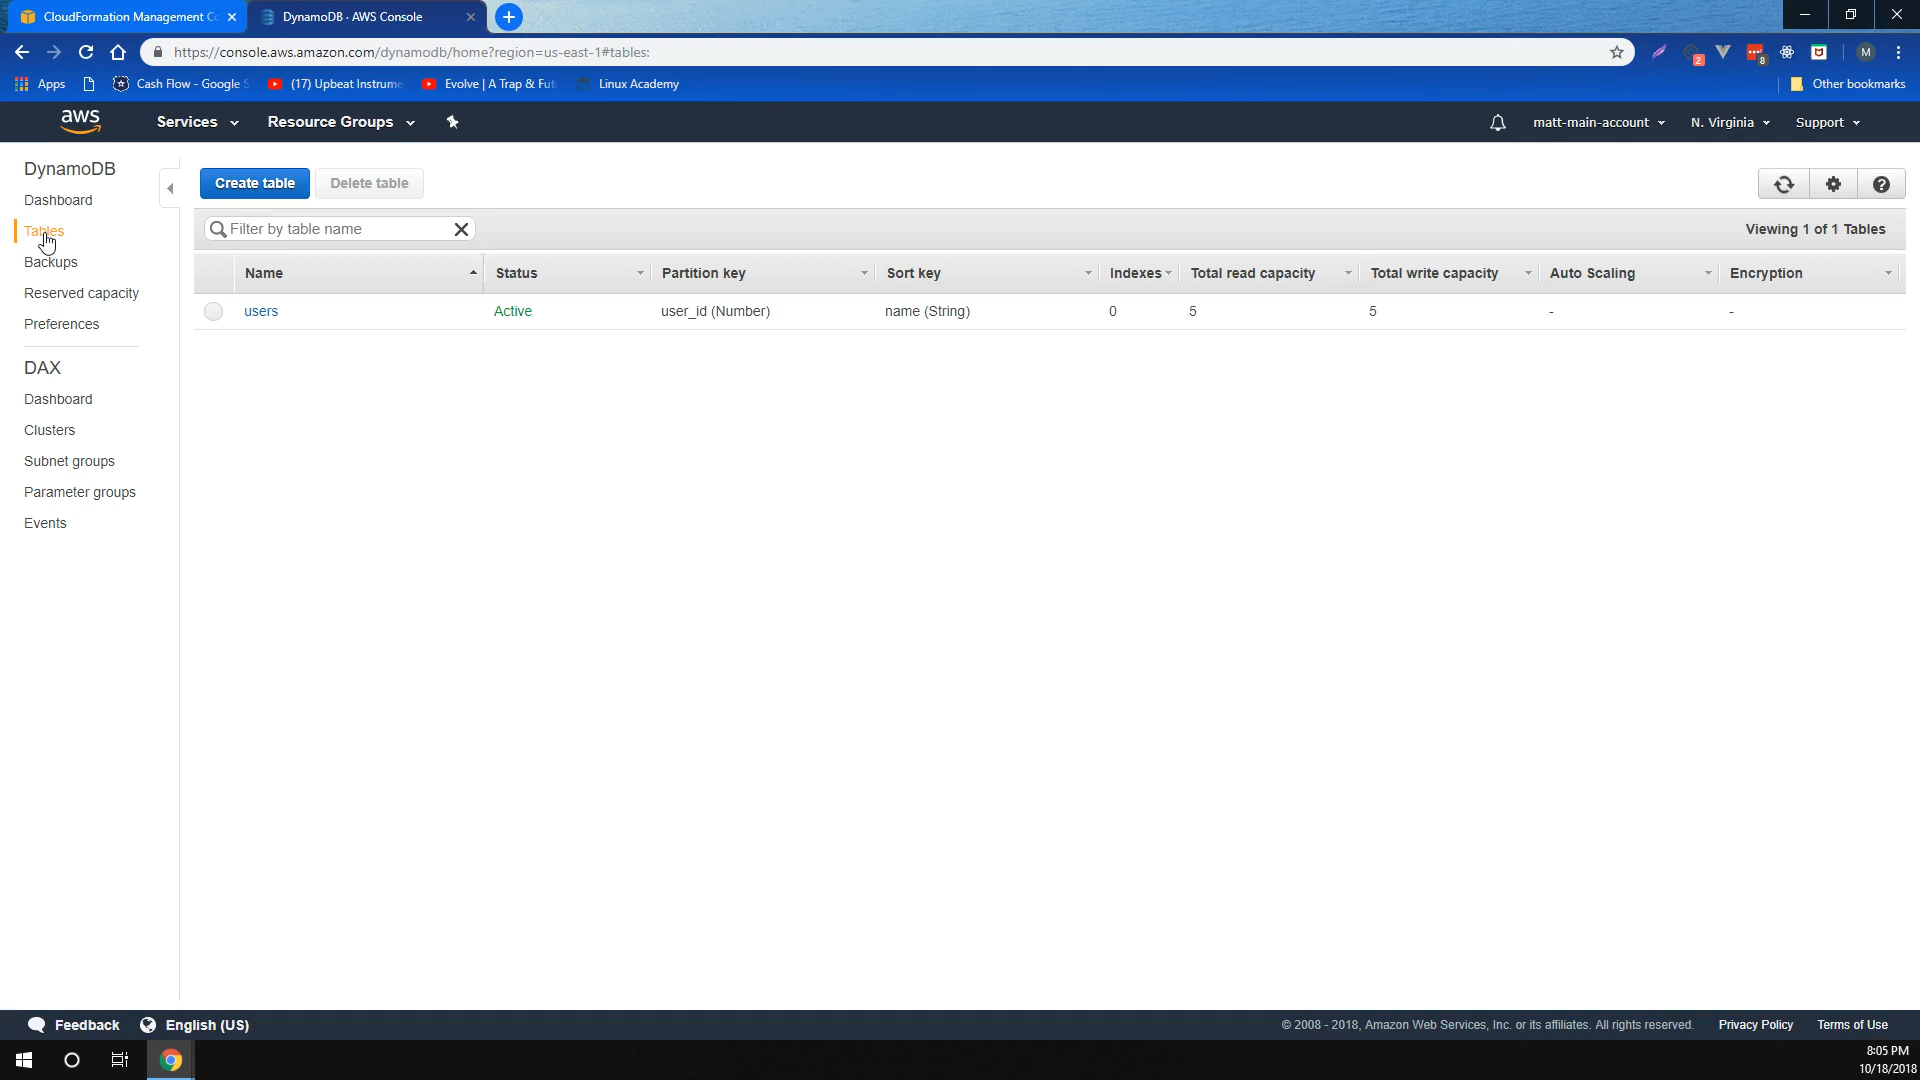 CloudFormation Management Co
DynamoDB · AWS Console
https://console.aws.amazon.com/dynamodb/home?region=us-east-1#tables:
2
8
M
Apps
Cash Flow - Google S
(17) Upbeat Instrume
Evolve | A Trap & Futu
Linux Academy
Other bookmarks
aws
Services
Resource Groups
matt-main-account
N. Virginia
Support
DynamoDB
Dashboard
Tables
Backups
Reserved capacity
Preferences
DAX
Dashboard
Clusters
Subnet groups
Parameter groups
Events
Create table
Delete table
Filter by table name
Viewing 1 of 1 Tables
Name Status Partition key Sort key Indexes Total read capacity Total write capacity Auto Scaling Encryption
users Active user_id (Number) name (String) 0 5 5 - -
Feedback
English (US)
© 2008 - 2018, Amazon Web Services, Inc. or its affiliates. All rights reserved.
Privacy Policy
Terms of Use
8:05 PM
10/18/2018